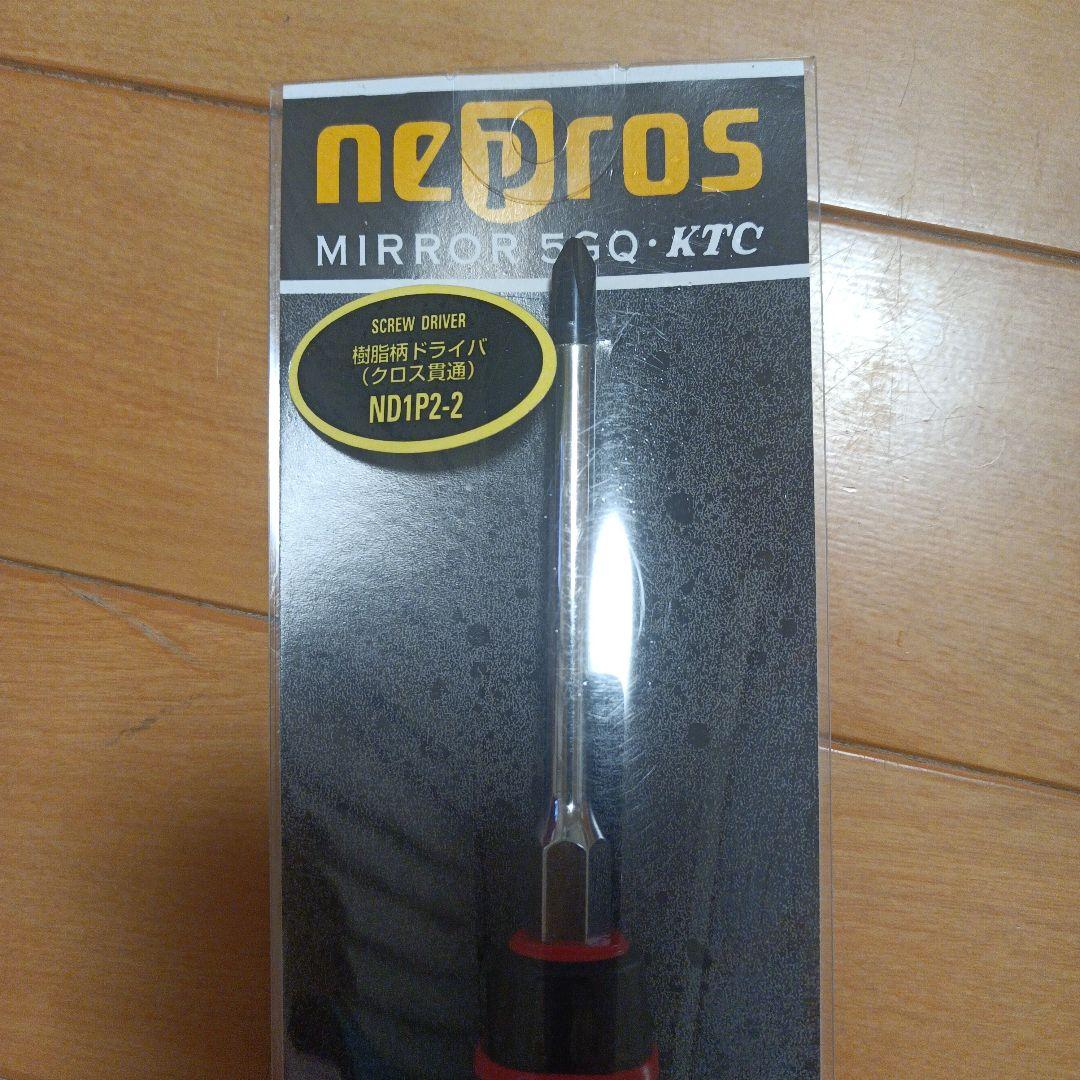 nepros
MIRROR 5GQ・KTC
SCREW DRIVER
樹脂柄ドライバ
（クロス貫通）
ND1P2-2